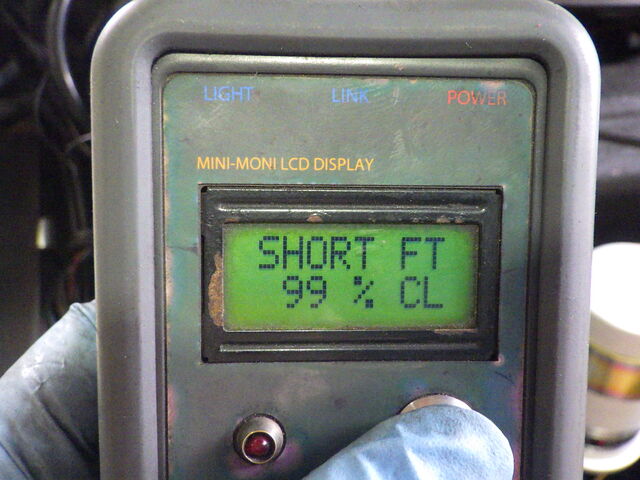 LIGHT LINK POWER
MINI-MONI LCD DISPLAY
SHORT FT
99 % CL